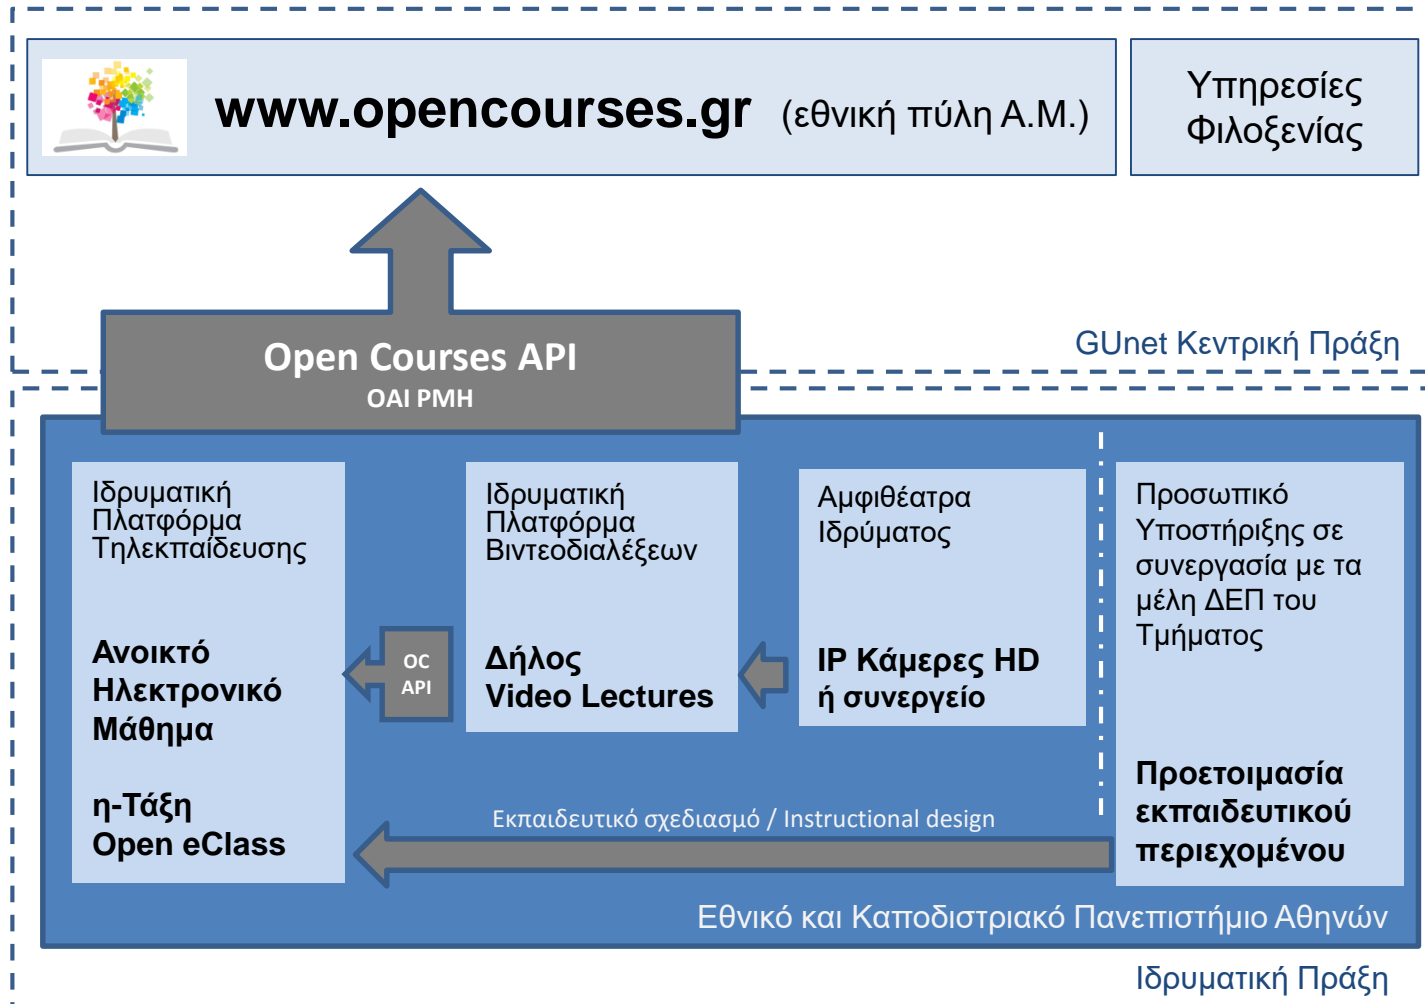 www.opencourses.gr (εθνική πύλη Α.Μ.)
Υπηρεσίες
Φιλοξενίας
Open Courses API
OAI PMH
GUnet Κεντρική Πράξη
Ιδρυματική
Πλατφόρμα
Τηλεκπαίδευσης
Ανοικτό
Ηλεκτρονικό
Μάθημα
η-Τάξη
Open eClass
OC
API
Ιδρυματική
Πλατφόρμα
Βιντεοδιαλέξεων
Δήλος
Video Lectures
Αμφιθέατρα
Ιδρύματος
IP Κάμερες HD
ή συνεργείο
Προσωπικό
Υποστήριξης σε
συνεργασία με τα
μέλη ΔΕΠ του
Τμήματος
Προετοιμασία
εκπαιδευτικού
περιεχομένου
Εκπαιδευτικό σχεδιασμό / Instructional design
Εθνικό και Καποδιστριακό Πανεπιστήμιο Αθηνών
Ιδρυματική Πράξη